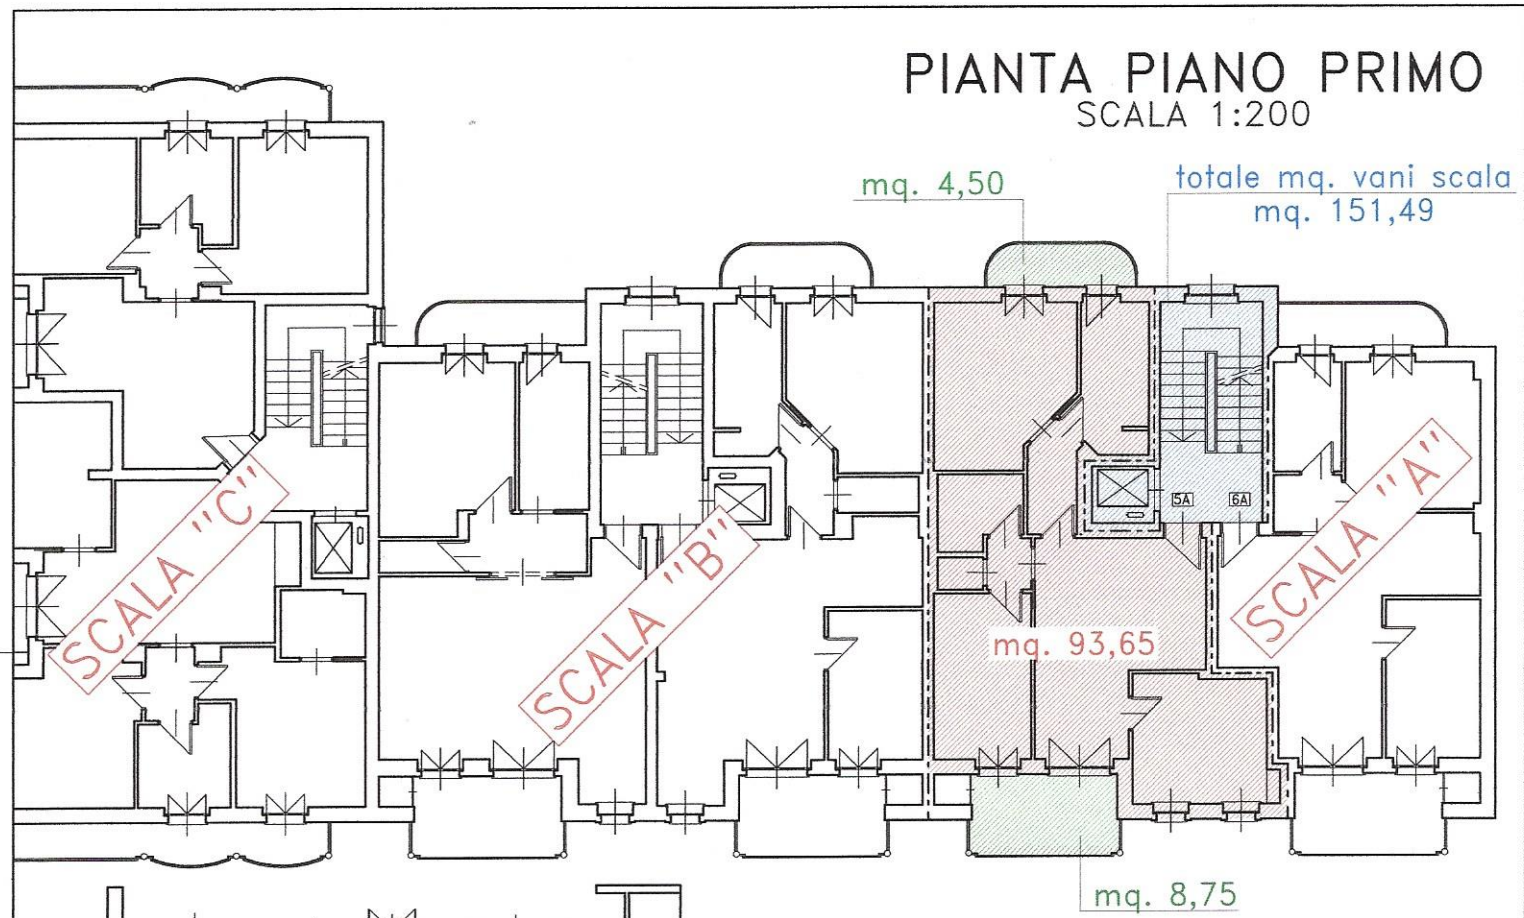 PIANTA PIANO PRIMO
SCALA 1:200
mq. 4,50
totale mq. vani scala
mq. 151,49
5A
6A
SCALA "C"
SCALA "B"
SCALA "A"
mq. 93,65
mq. 8,75